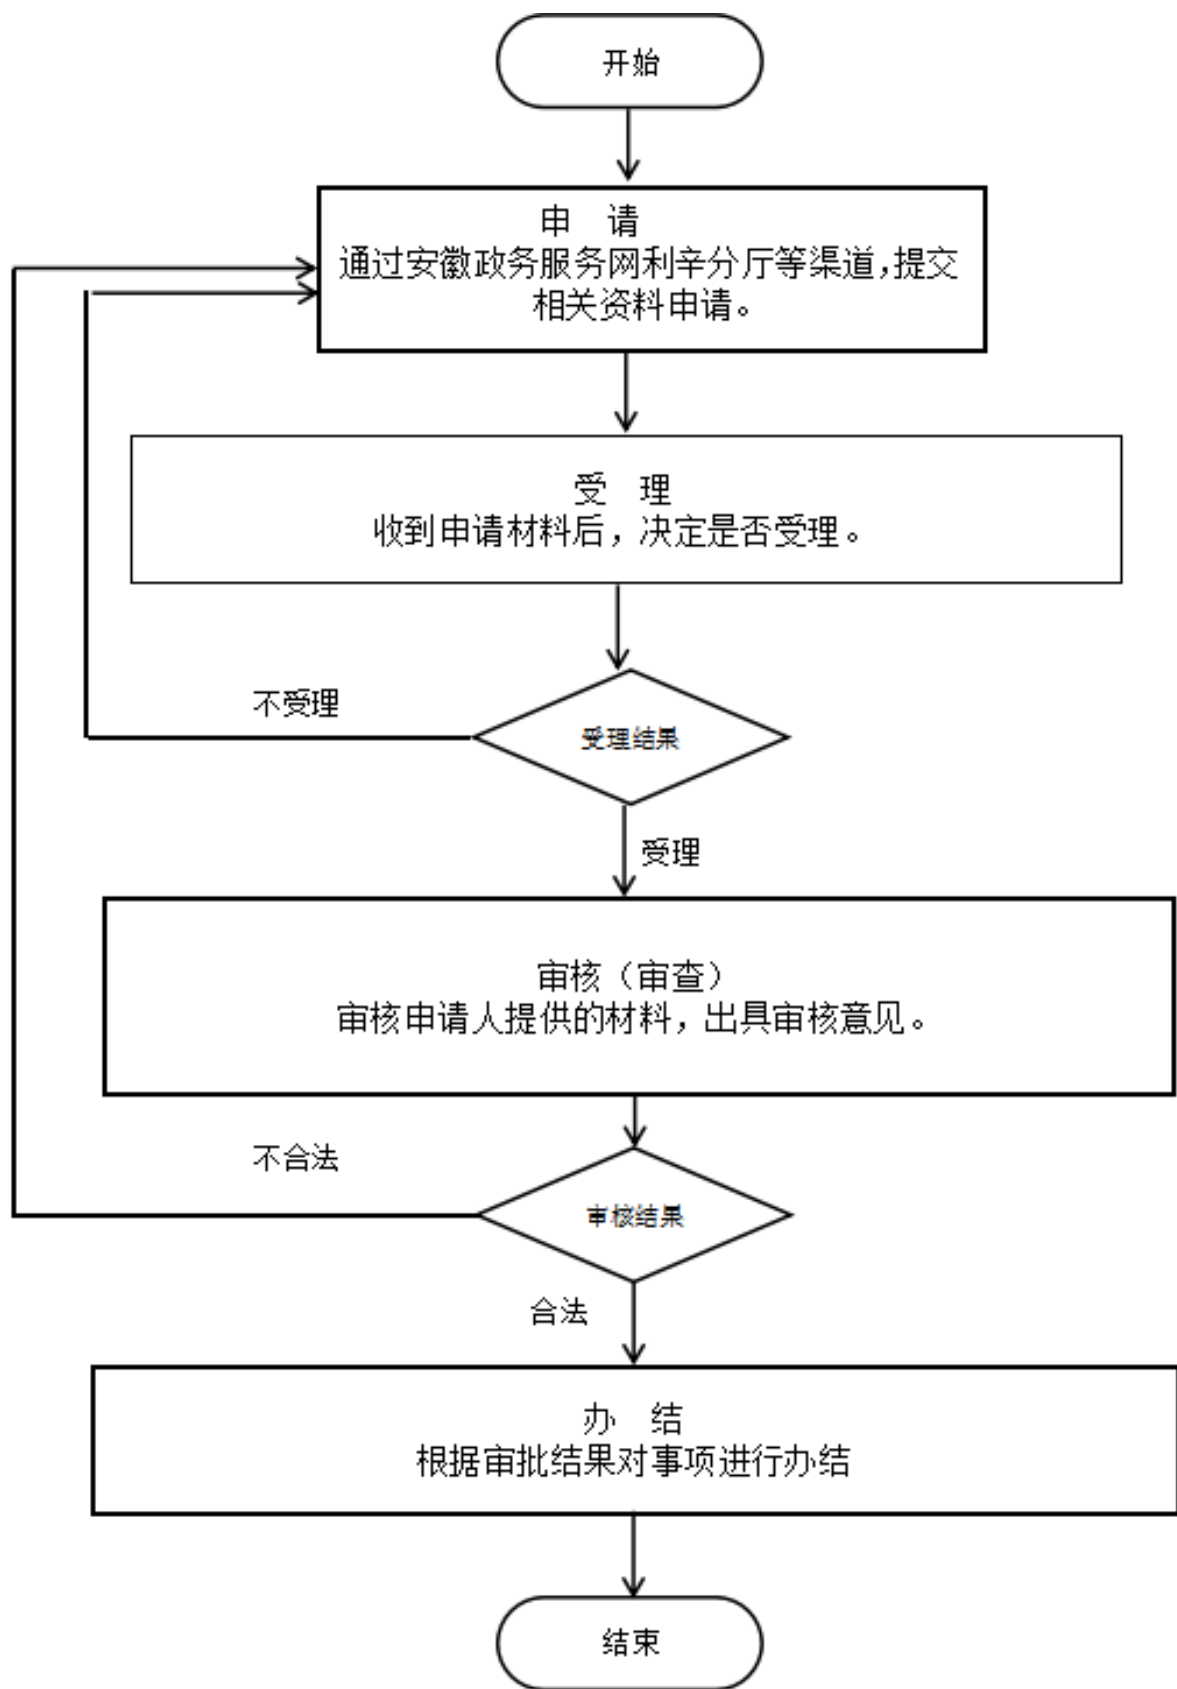 开始
申　请
通过安徽政务服务网利辛分厅等渠道,提交
相关资料申请。
受　理
收到申请材料后，决定是否受理。
不受理
受理结果
受理
审核（审查）
审核申请人提供的材料，出具审核意见。
不合法
审核结果
合法
办　结
根据审批结果对事项进行办结
结束